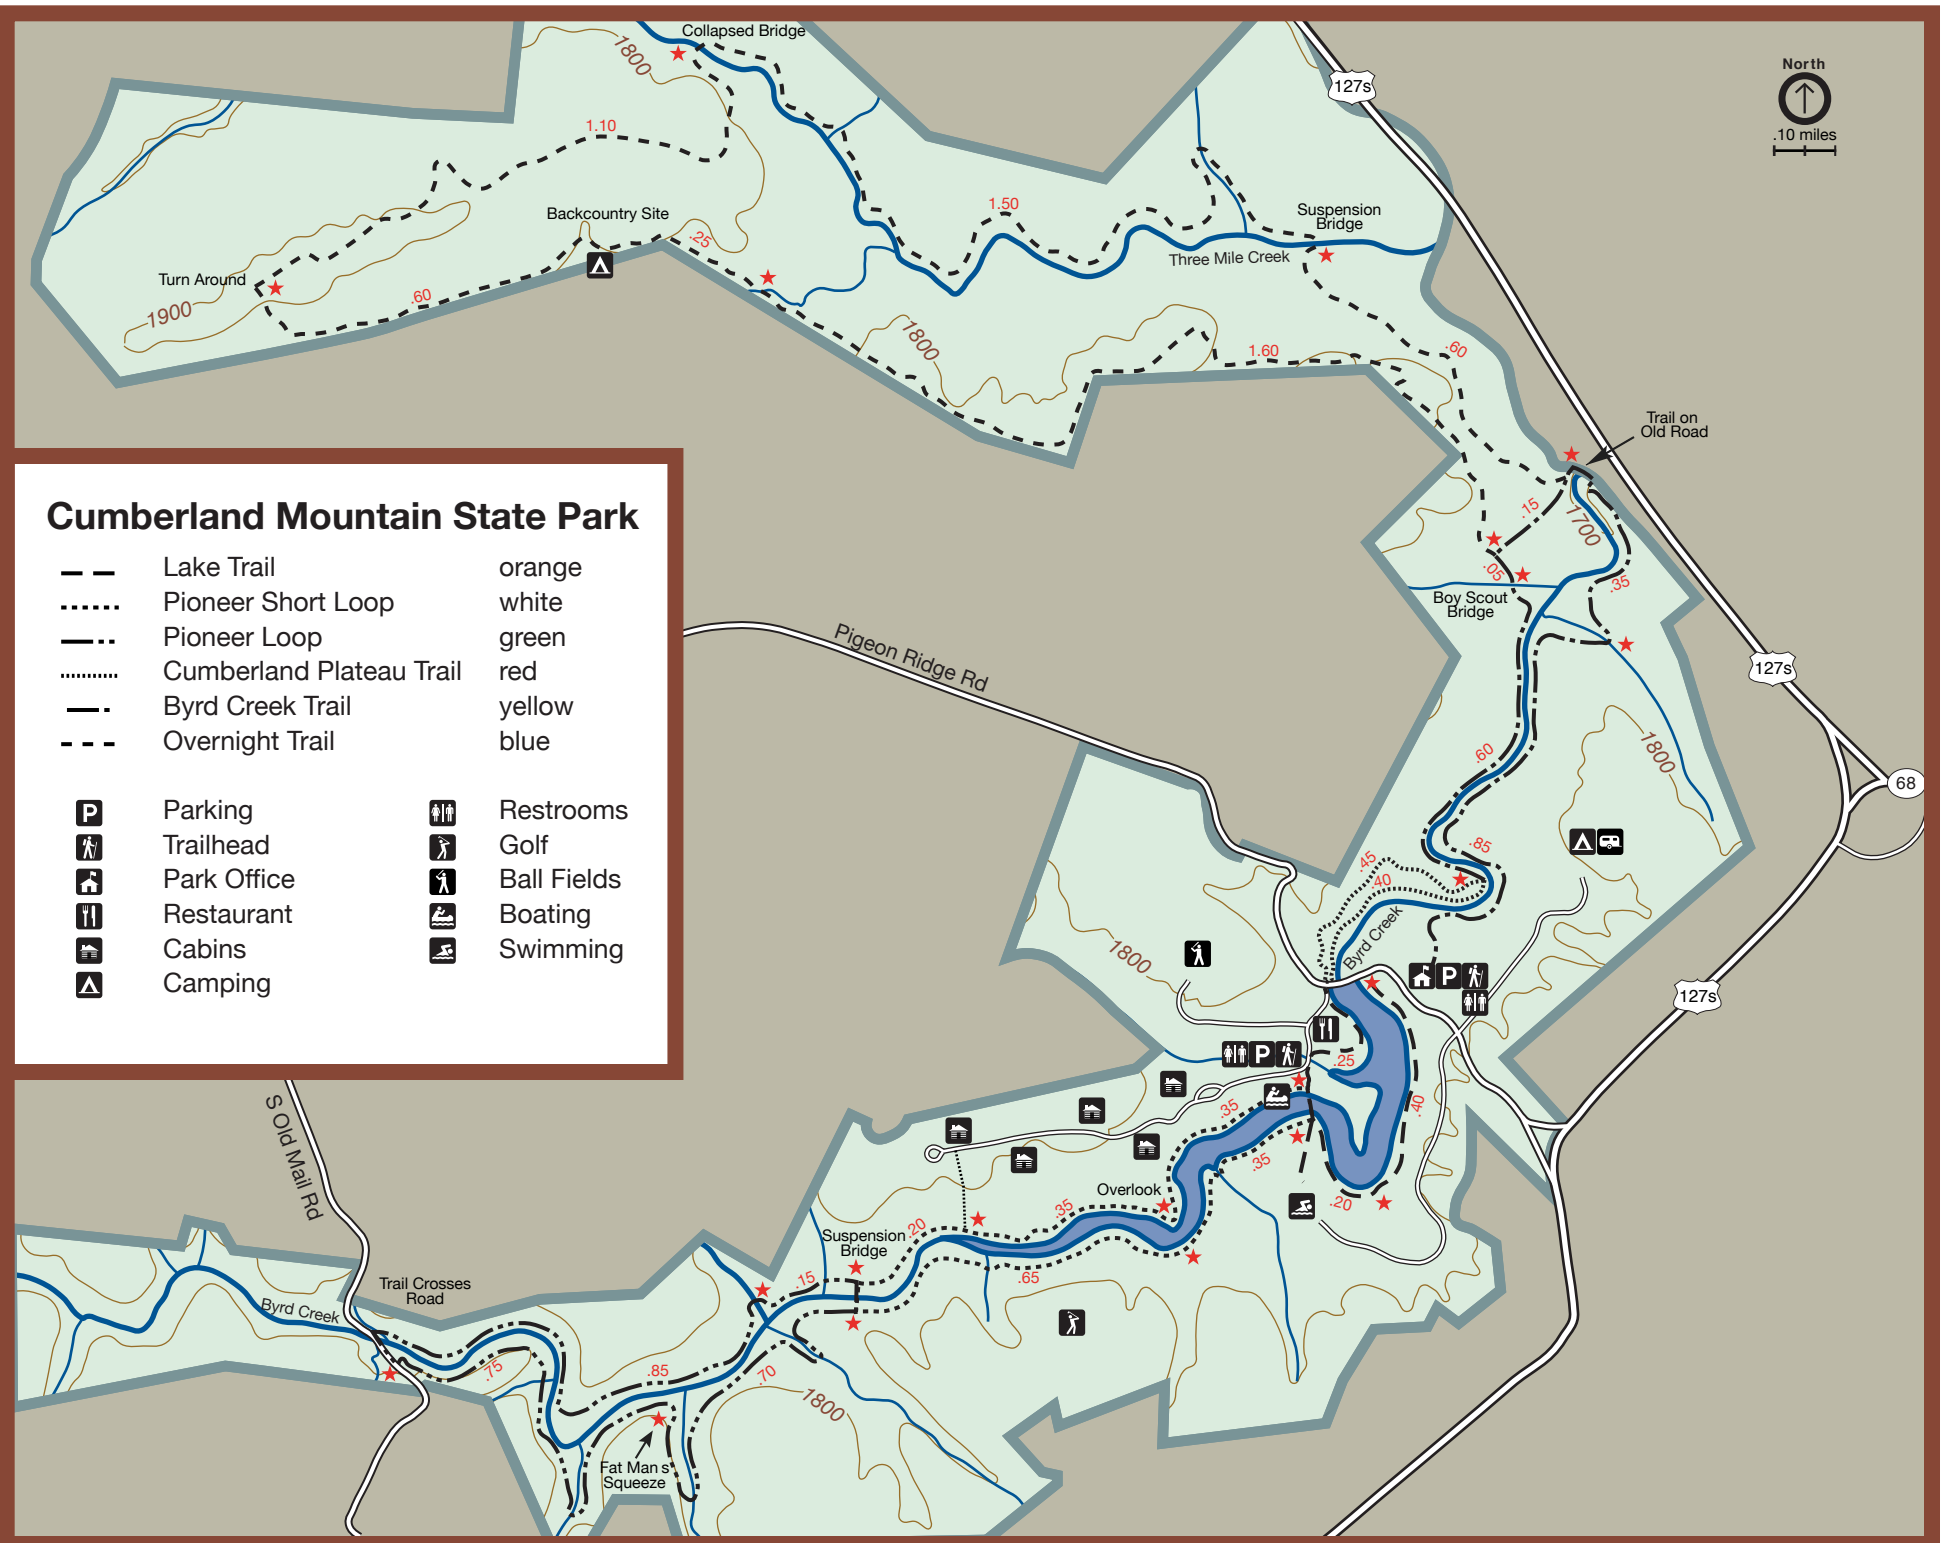 Collapsed Bridge
1800
127s
North
.10 miles
1.10
Backcountry Site
.25
1.50
Suspension
Bridge
Three Mile Creek
Turn Around
1900
.60
1800
1.60
.60
Trail on
Old Road
.15
1700
.05
.35
Boy Scout
Bridge
Cumberland Mountain State Park
Lake Trail orange
Pioneer Short Loop white
Pioneer Loop green
Cumberland Plateau Trail red
Byrd Creek Trail yellow
Overnight Trail blue
P Parking
Restrooms
Trailhead
Golf
Park Office
Ball Fields
Restaurant
Boating
Cabins
Swimming
Camping
Pigeon Ridge Rd
127s
.60
1800
68
.85
.45
.40
Byrd Creek
1800
P
127s
P
.25
.35
.40
.35
.20
Overlook
.35
.20
Suspension
Bridge
.65
.15
S Old Mail Rd
Trail Crosses
Road
Byrd Creek
.75
.85
.70
1800
Fat Man s
Squeeze